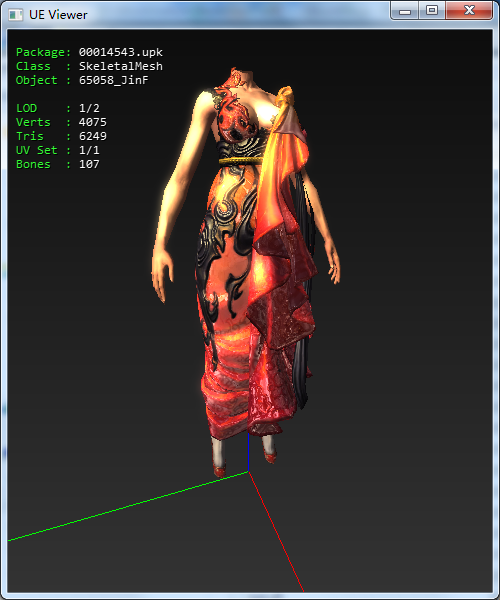 UE Viewer
Package: 00014543.upk
Class  : SkeletalMesh
Object : 65058_JinF
LOD    : 1/2
Verts  : 4075
Tris   : 6249
UV Set : 1/1
Bones  : 107